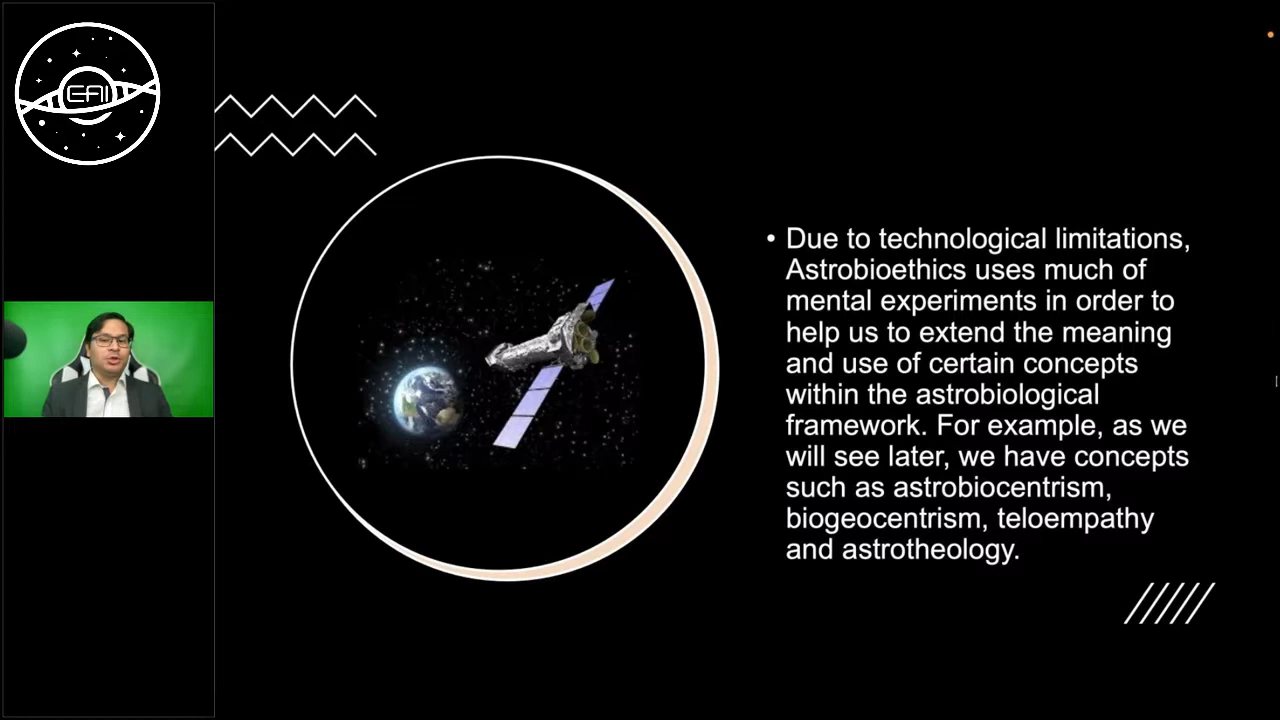 EAI
• Due to technological limitations,
Astrobioethics uses much of
mental experiments in order to
help us to extend the meaning
and use of certain concepts
within the astrobiological
framework. For example, as we
will see later, we have concepts
such as astrobiocentrism,
biogeocentrism, teloempathy
and astrotheology.